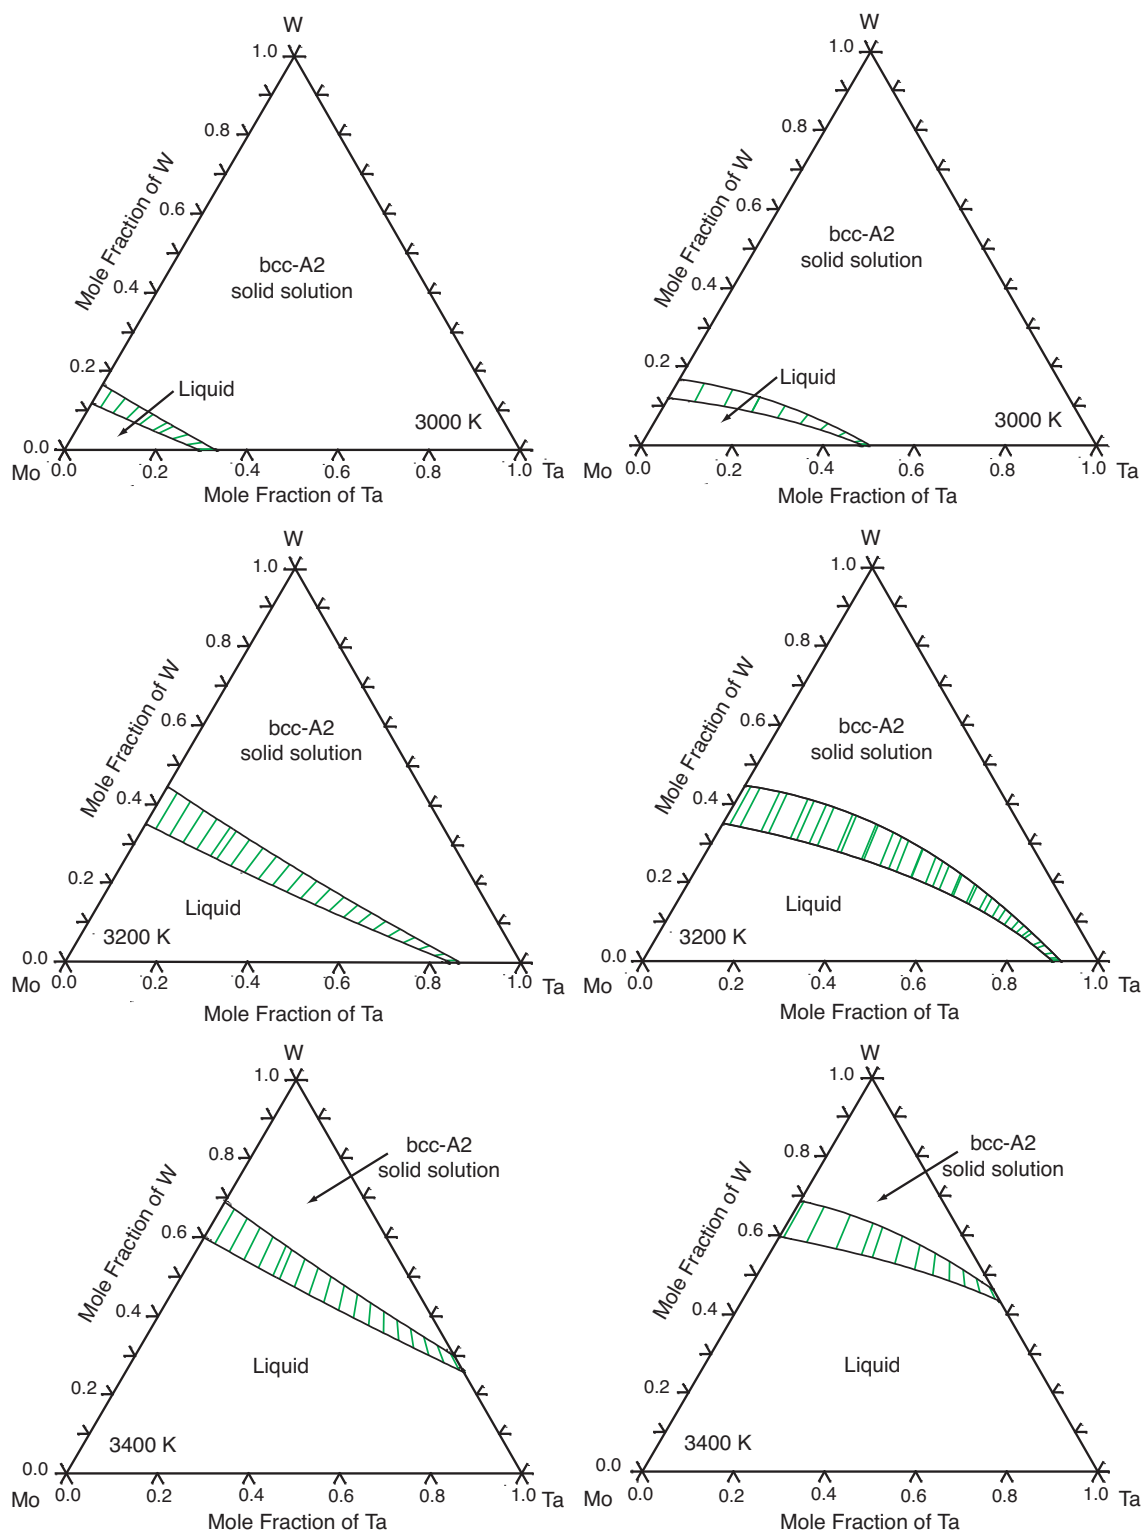 W
1.0
0.8
0.6
0.4
0.2
0.0
Mole Fraction of W
bcc-A2
solid solution
Liquid
3000 K
Mo
0.0 0.2 0.4 0.6 0.8 1.0
Ta
Mole Fraction of Ta
W
1.0
0.8
0.6
0.4
0.2
0.0
Mole Fraction of W
bcc-A2
solid solution
Liquid
3000 K
Mo
0.0 0.2 0.4 0.6 0.8 1.0
Ta
Mole Fraction of Ta
W
1.0
0.8
0.6
0.4
0.2
0.0
Mole Fraction of W
bcc-A2
solid solution
Liquid
3200 K
Mo
0.0 0.2 0.4 0.6 0.8 1.0
Ta
Mole Fraction of Ta
W
1.0
0.8
0.6
0.4
0.2
0.0
Mole Fraction of W
bcc-A2
solid solution
Liquid
3200 K
Mo
0.0 0.2 0.4 0.6 0.8 1.0
Ta
Mole Fraction of Ta
W
1.0
0.8
0.6
0.4
0.2
0.0
Mole Fraction of W
bcc-A2
solid solution
Liquid
3400 K
Mo
0.0 0.2 0.4 0.6 0.8 1.0
Ta
Mole Fraction of Ta
W
1.0
0.8
0.6
0.4
0.2
0.0
Mole Fraction of W
bcc-A2
solid solution
Liquid
3400 K
Mo
0.0 0.2 0.4 0.6 0.8 1.0
Ta
Mole Fraction of Ta